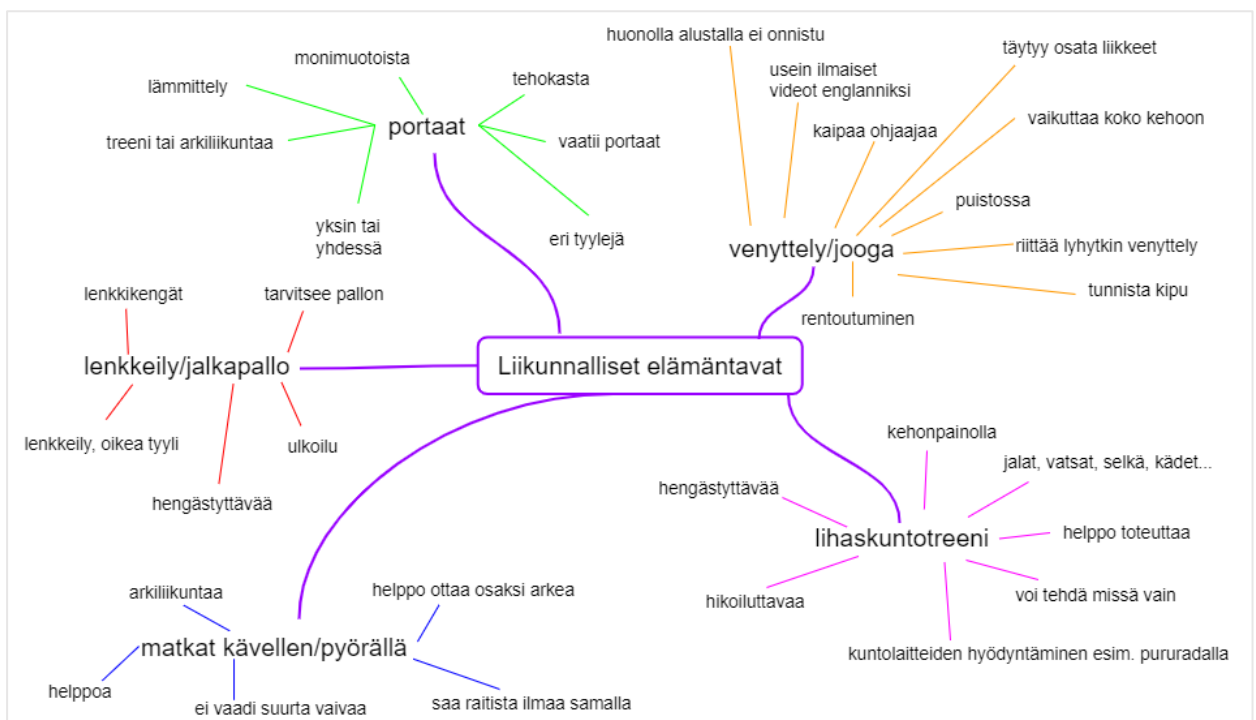 monimuotoista
lämmittely
tehokasta
portaat
treeni tai arkiliikuntaa
vaatii portaat
yksin tai
yhdessä
eri tyylejä
huonolla alustalla ei onnistu
usein ilmaiset
videot englanniksi
kaipaa ohjaajaa
täytyy osata liikkeet
vaikuttaa koko kehoon
puistossa
venyttely/jooga
riittää lyhytkin venyttely
tunnista kipu
rentoutuminen
lenkkikengät
tarvitsee pallon
lenkkeily/jalkapallo
lenkkeily, oikea tyyli
ulkoilu
hengästyttävää
Liikunnalliset elämäntavat
kehonpainolla
jalat, vatsat, selkä, kädet...
hengästyttävää
lihaskuntotreeni
helppo toteuttaa
hikoiluttavaa
voi tehdä missä vain
kuntolaitteiden hyödyntäminen esim. pururadalla
arkiliikuntaa
helppo ottaa osaksi arkea
matkat kävellen/pyörällä
helppoa
ei vaadi suurta vaivaa
saa raitista ilmaa samalla